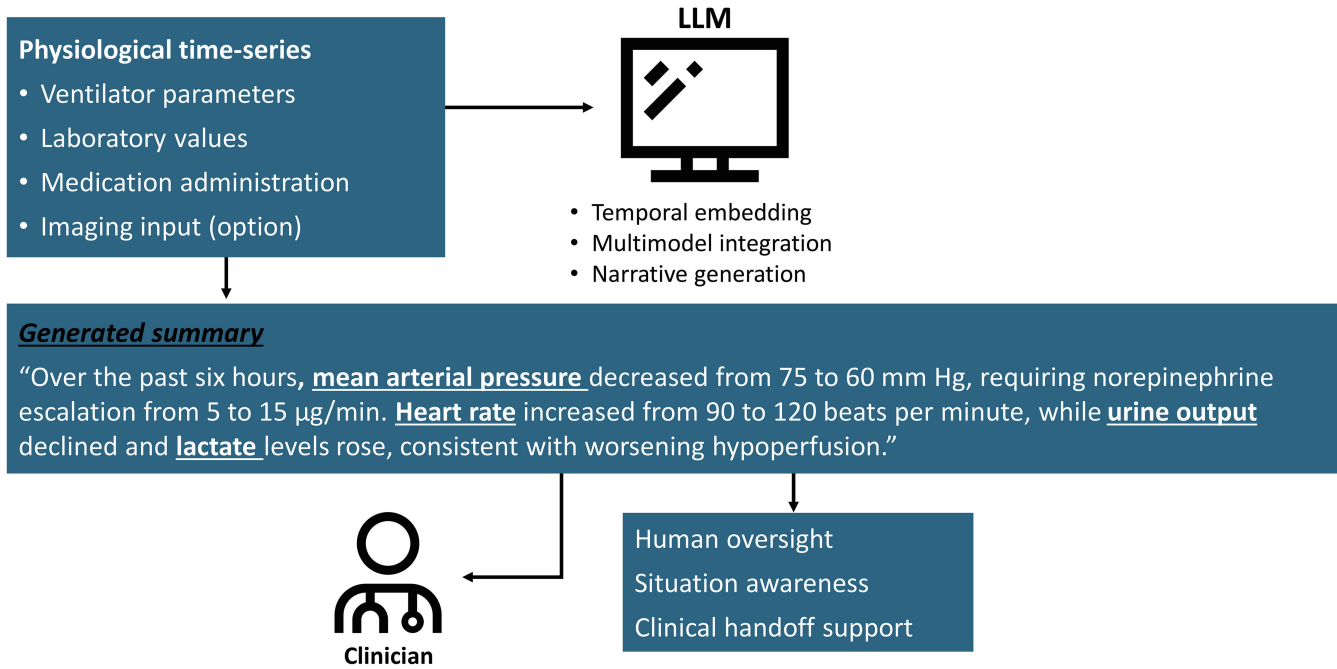 Physiological time-series
• Ventilator parameters
• Laboratory values
• Medication administration
• Imaging input (option)
LLM
• Temporal embedding
• Multimodel integration
• Narrative generation
Generated summary
“Over the past six hours, mean arterial pressure decreased from 75 to 60 mm Hg, requiring norepinephrine
escalation from 5 to 15 µg/min. Heart rate increased from 90 to 120 beats per minute, while urine output
declined and lactate levels rose, consistent with worsening hypoperfusion.”
Clinician
Human oversight
Situation awareness
Clinical handoff support